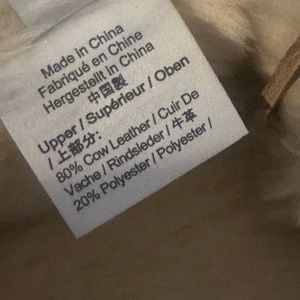 Made in China
Fabriqué en Chine
Hergestellt in China
中国製
Upper / Supérieur / Oben
/ 上部分：
80% Cow Leather / Cuir De
Vache / Rindsleder / 牛革
20% Polyester / Polyester /